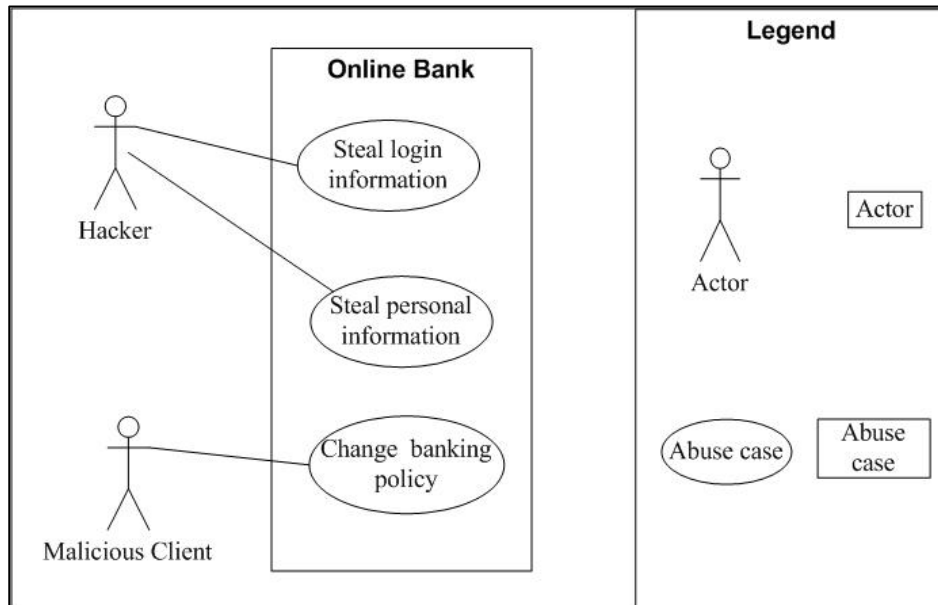 Online Bank
Steal login
information
Hacker
Steal personal
information
Change banking
policy
Malicious Client
Legend
Actor
Actor
Abuse case
Abuse
case